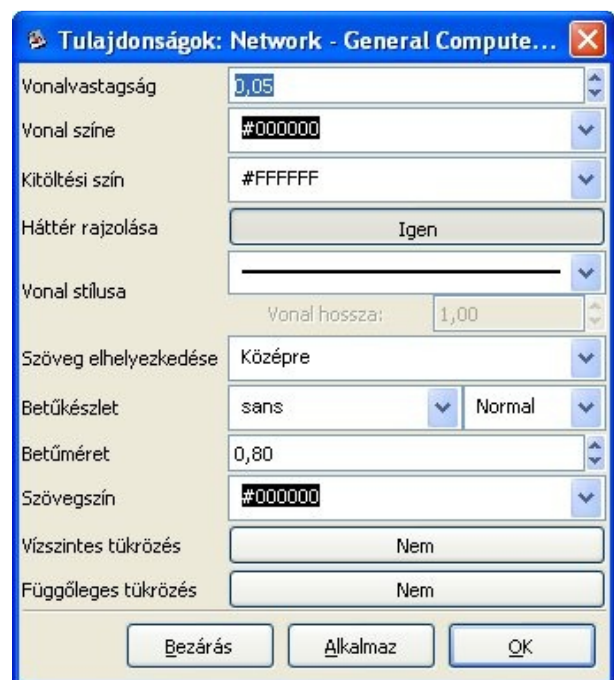 Tulajdonságok: Network - General Compute...
Vonalvastagság 0,05
Vonal színe #000000
Kitöltési szín #FFFFFF
Háttér rajzolása Igen
Vonal stílusa
Vonal hossza: 1,00
Szöveg elhelyezkedése Középre
Betűkészlet sans Normal
Betűméret 0,80
Szövegszín #000000
Vízszintes tükrözés Nem
Függőleges tükrözés Nem
Bezárás Alkalmaz OK